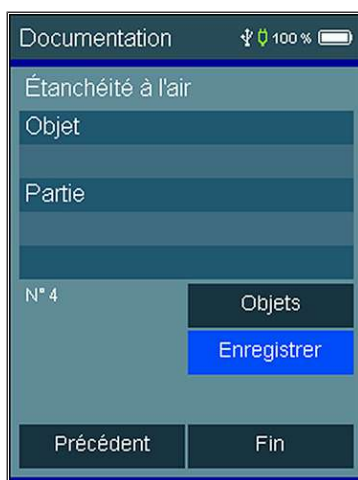 Documentation 100 %
Étanchéité à l'air
Objet
Partie
N° 4
Objets
Enregistrer
Précédent Fin